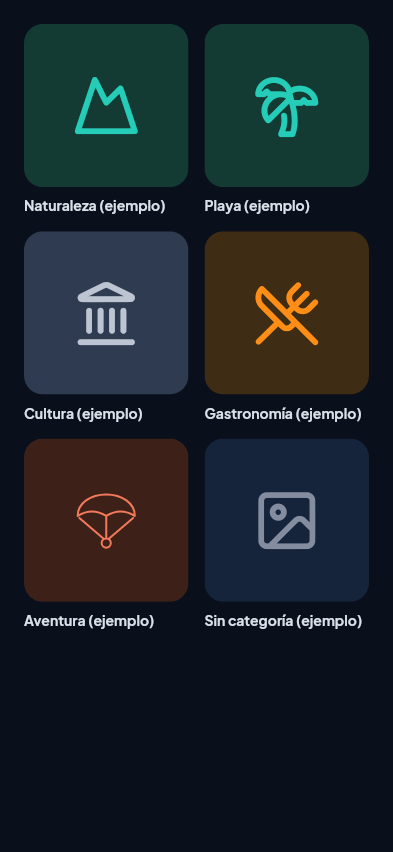 Naturaleza (ejemplo)
Playa (ejemplo)
Cultura (ejemplo)
Gastronomía (ejemplo)
Aventura (ejemplo)
Sin categoría (ejemplo)